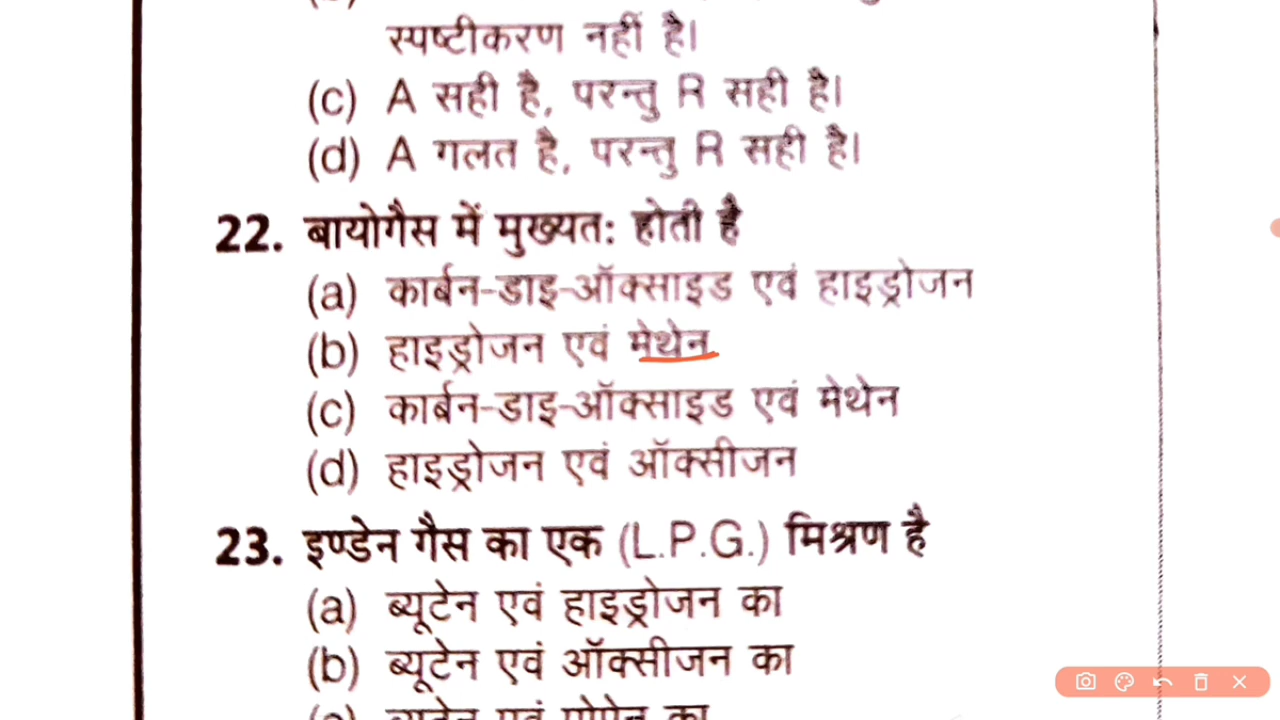 स्पष्टीकरण नहीं है।
(c) A सही है, परन्तु R सही है।
(d) A गलत है, परन्तु R सही है।
22. बायोगैस में मुख्यत: होती है
(a) कार्बन-डाइ-ऑक्साइड एवं हाइड्रोजन
(b) हाइड्रोजन एवं मेथेन
(c) कार्बन-डाइ-ऑक्साइड एवं मेथेन
(d) हाइड्रोजन एवं ऑक्सीजन
23. इण्डेन गैस का एक (L.P.G.) मिश्रण है
(a) ब्यूटेन एवं हाइड्रोजन का
(b) ब्यूटेन एवं ऑक्सीजन का
(c) ब्यूटेन एवं प्रोपेन का